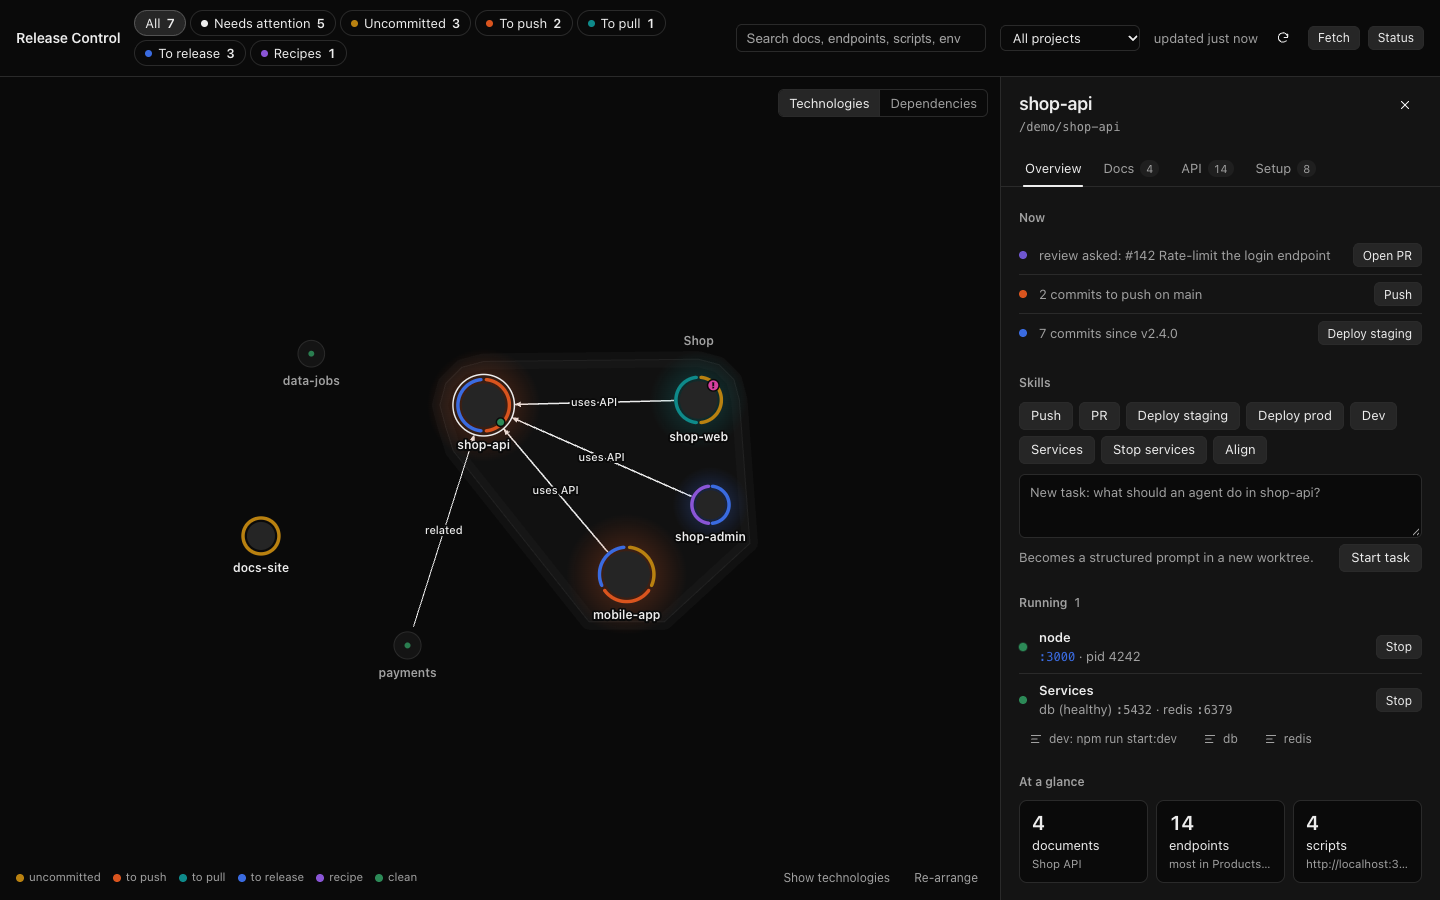 Release Control
All 7
Needs attention 5
Uncommitted 3
To push 2
To pull 1
To release 3
Recipes 1
Search docs, endpoints, scripts, env
All projects
updated just now
Fetch
Status
Technologies
Dependencies
data-jobs
docs-site
payments
related
Shop
shop-api
uses API
shop-web
uses API
shop-admin
uses API
mobile-app
uncommitted
to push
to pull
to release
recipe
clean
Show technologies
Re-arrange
shop-api
/demo/shop-api
Overview
Docs 4
API 14
Setup 8
Now
review asked: #142 Rate-limit the login endpoint
Open PR
2 commits to push on main
Push
7 commits since v2.4.0
Deploy staging
Skills
Push
PR
Deploy staging
Deploy prod
Dev
Services
Stop services
Align
New task: what should an agent do in shop-api?
Becomes a structured prompt in a new worktree.
Start task
Running 1
node
:3000 · pid 4242
Stop
Services
db (healthy) :5432 · redis :6379
Stop
dev: npm run start:dev
db
redis
At a glance
4
documents
Shop API
14
endpoints
most in Products...
4
scripts
http://localhost:3...